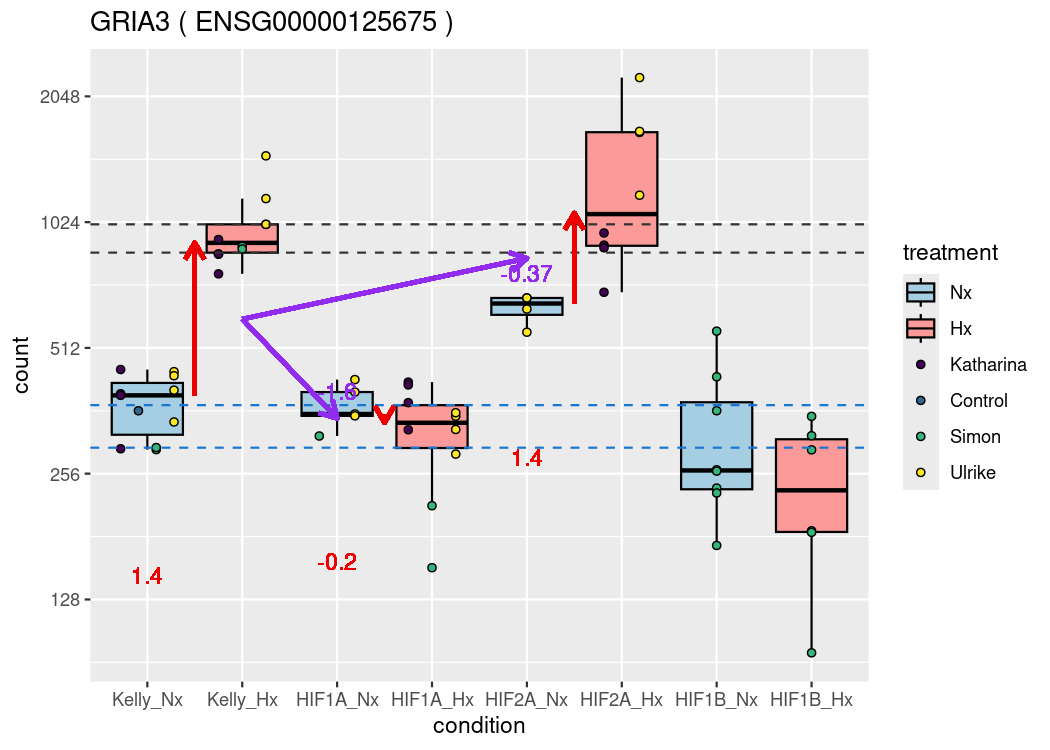 GRIA3 ( ENSG00000125675 )
2048
1024
512
256
128
count
-0.37
-1.6
1.4
-0.2
1.4
Kelly_Nx
Kelly_Hx
HIF1A_Nx
HIF1A_Hx
HIF2A_Nx
HIF2A_Hx
HIF1B_Nx
HIF1B_Hx
condition
treatment
Nx
Hx
Katharina
Control
Simon
Ulrike